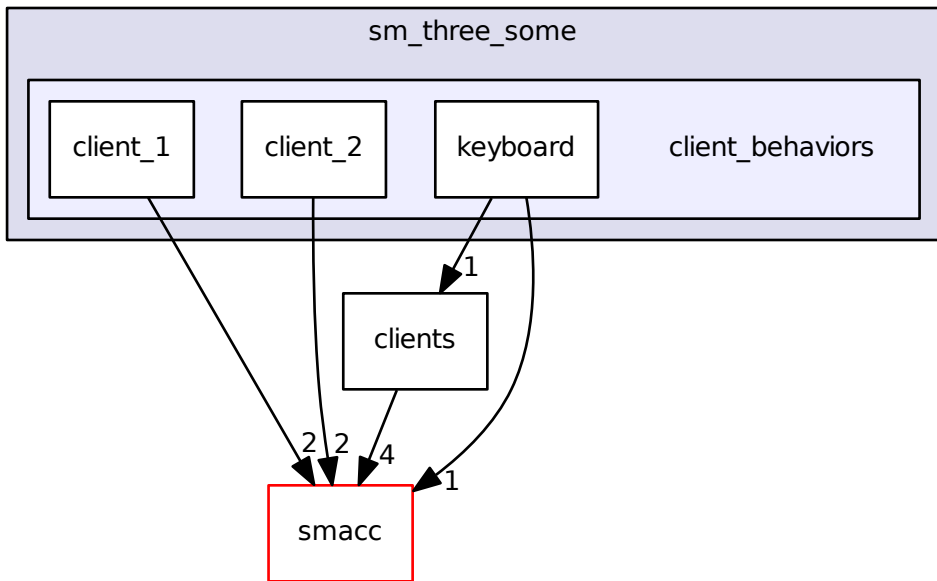 sm_three_some
client_1
client_2
keyboard
client_behaviors
1
clients
2
2
4
1
smacc